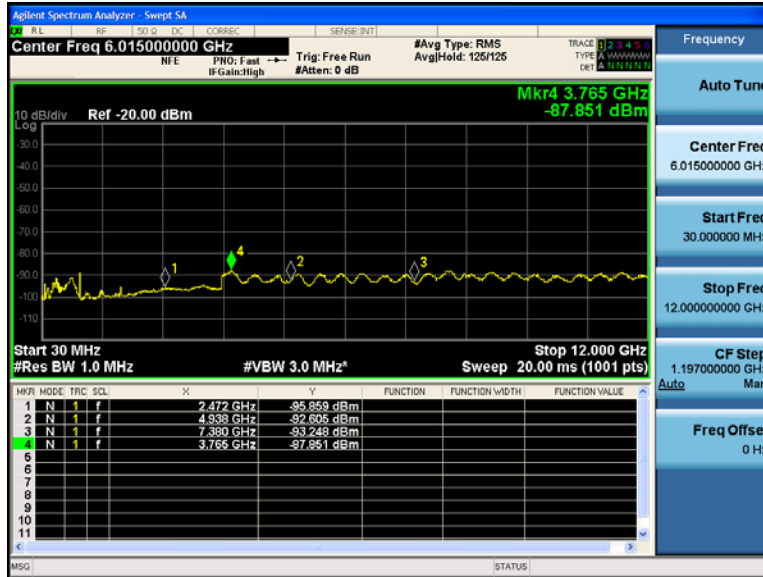 Agilent Spectrum Analyzer - Swept SA
RL RF 50 Ω DC CORREC SENSE:INT
Center Freq 6.015000000 GHz
NFE PNO: Fast IFGain:High
Trig: Free Run
#Atten: 0 dB
#Avg Type: RMS
Avg|Hold: 125/125
TRACE 1 2 3 4 5 6
TYPE A WWWWW
DET A N N N N N
Mkr4 3.765 GHz
-87.851 dBm
10 dB/div Ref -20.00 dBm
Log
-30.0
-40.0
-50.0
-60.0
-70.0
-80.0
-90.0
-100
-110
1
4
2
3
Start 30 MHz Stop 12.000 GHz
#Res BW 1.0 MHz #VBW 3.0 MHz* Sweep 20.00 ms (1001 pts)
MKR MODE TRC SCL X Y FUNCTION FUNCTION WIDTH FUNCTION VALUE
1 N 1 f 2.472 GHz -95.859 dBm
2 N 1 f 4.938 GHz -92.605 dBm
3 N 1 f 7.380 GHz -93.248 dBm
4 N 1 f 3.765 GHz -87.851 dBm
5
6
7
8
9
10
11
MSG STATUS
Frequency
Auto Tune
Center Freq
6.015000000 GHz
Start Freq
30.000000 MHz
Stop Freq
12.000000000 GHz
CF Step
1.197000000 GHz
Auto Man
Freq Offset
0 Hz